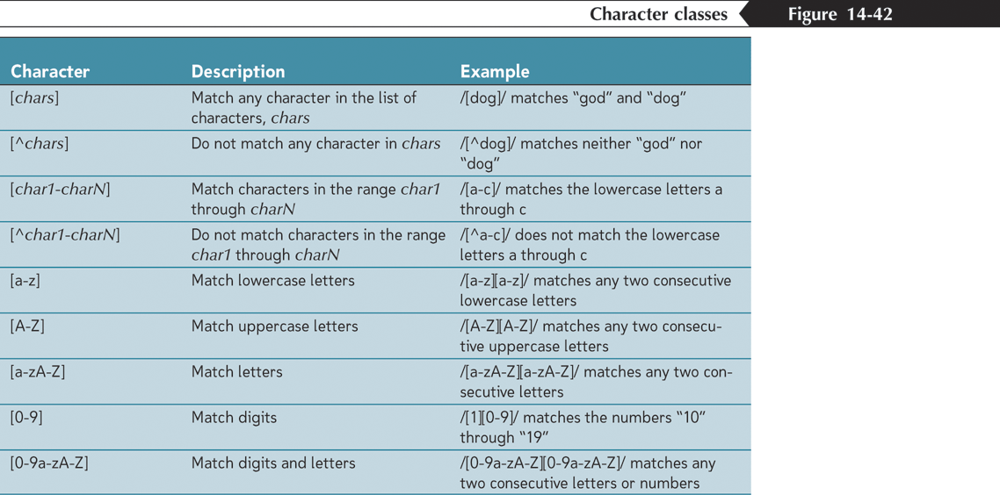 Character classes Figure 14-42
Character Description Example
[chars] Match any character in the list of /[dog]/ matches “god” and “dog”
characters, chars
[^chars] Do not match any character in chars /[^dog]/ matches neither “god” nor
“dog”
[char1-charN] Match characters in the range char1 /[a-c]/ matches the lowercase letters a
through charN through c
[^char1-charN] Do not match characters in the range /[^a-c]/ does not match the lowercase
char1 through charN letters a through c
[a-z] Match lowercase letters /[a-z][a-z]/ matches any two consecutive
lowercase letters
[A-Z] Match uppercase letters /[A-Z][A-Z]/ matches any two consecu-
tive uppercase letters
[a-zA-Z] Match letters /[a-zA-Z][a-zA-Z]/ matches any two con-
secutive letters
[0-9] Match digits /[1][0-9]/ matches the numbers “10”
through “19”
[0-9a-zA-Z] Match digits and letters /[0-9a-zA-Z][0-9a-zA-Z]/ matches any
two consecutive letters or numbers